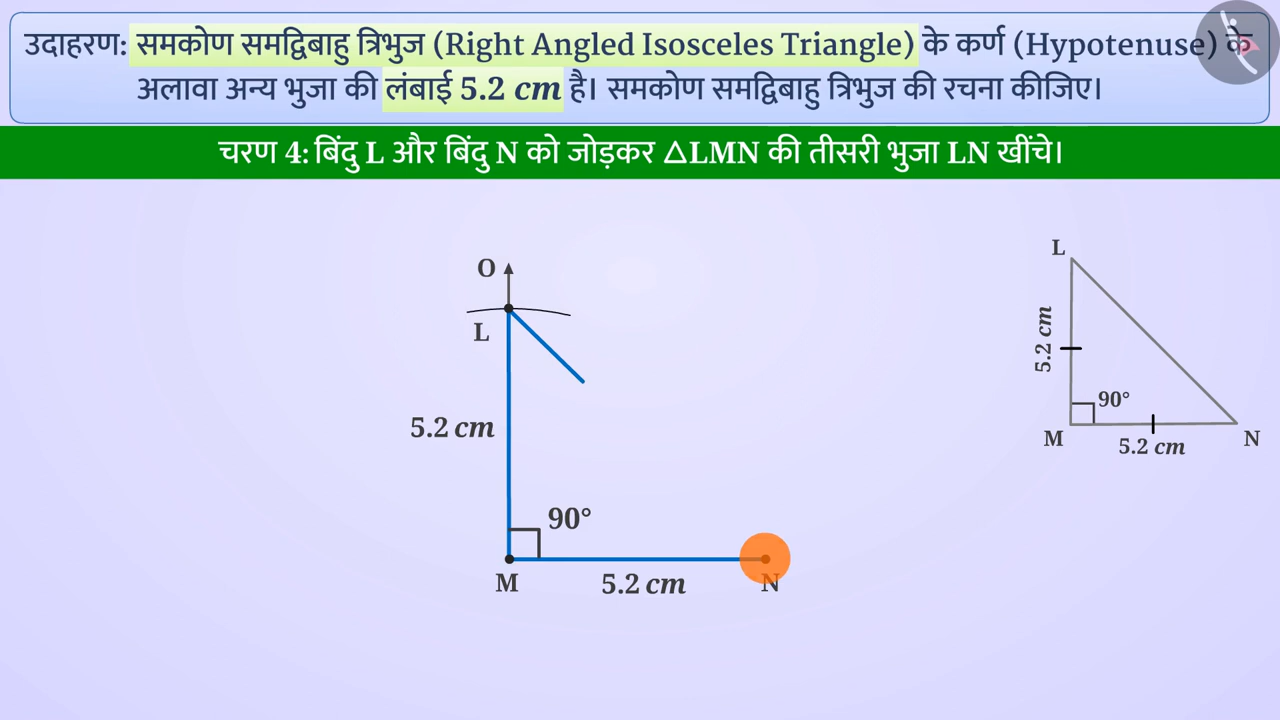 उदाहरण: समकोण समद्विबाहु त्रिभुज (Right Angled Isosceles Triangle) के कर्ण (Hypotenuse) के
अलावा अन्य भुजा की लंबाई 5.2 cm है। समकोण समद्विबाहु त्रिभुज की रचना कीजिए।
चरण 4: बिंदु L और बिंदु N को जोड़कर △LMN की तीसरी भुजा LN खींचे।
O
L
5.2 cm
90°
M
5.2 cm
N
L
5.2 cm
90°
M
5.2 cm
N